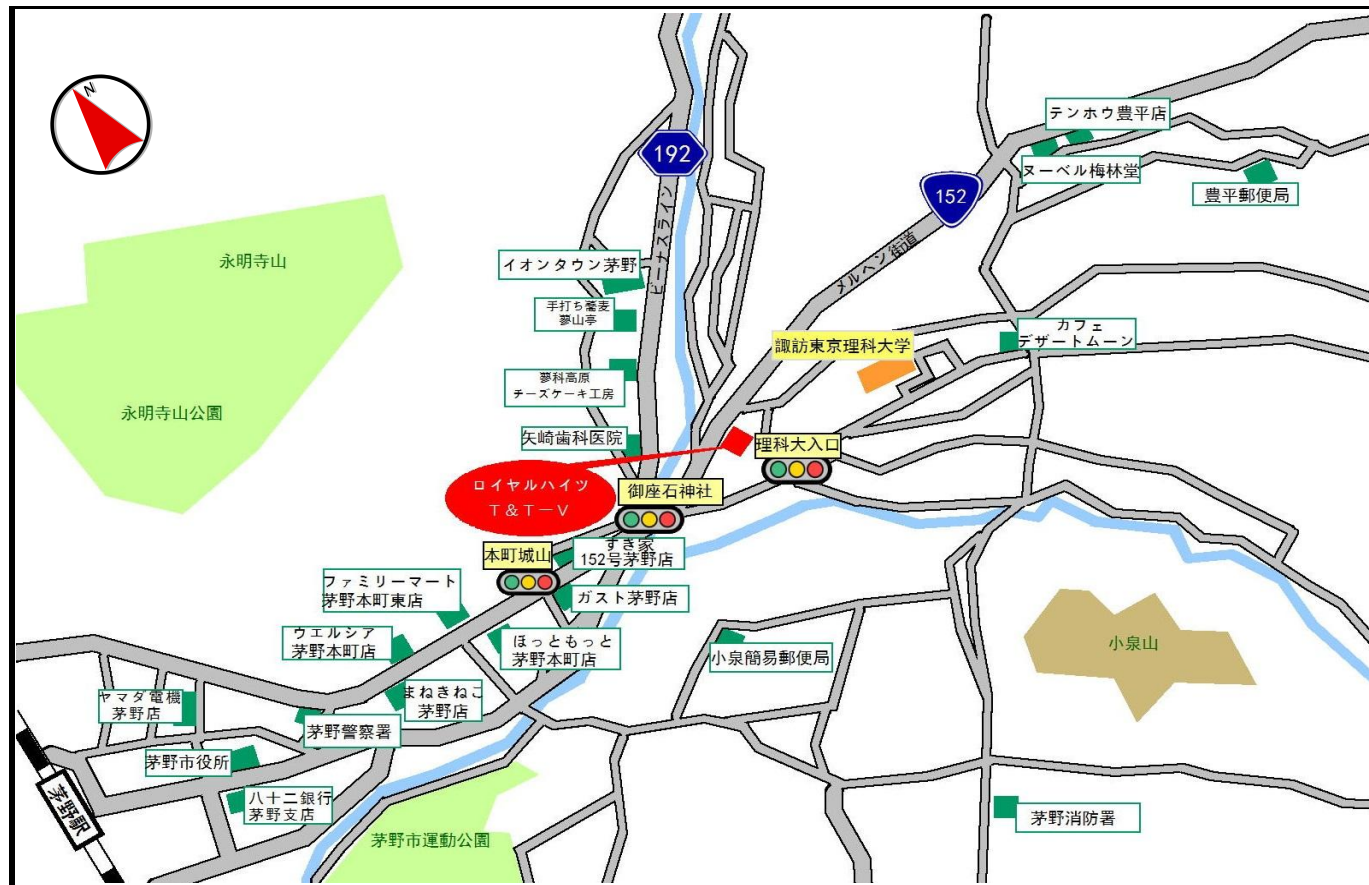 N
192
152
テンホウ豊平店
ヌーベル梅林堂
豊平郵便局
ビーナスライン
メルヘン街道
永明寺山
イオンタウン茅野
手打ち蕎麦
夢山亭
カフェ
デザートムーン
諏訪東京理科大学
夢科高原
チーズケーキ工房
永明寺山公園
矢崎歯科医院
理科大入口
ロイヤルハイツ
T&T-V
御座石神社
本町城山
すき家
152号茅野店
ファミリーマート
茅野本町東店
ガスト茅野店
ウエルシア
茅野本町店
ほっともっと
茅野本町店
小泉簡易郵便局
小泉山
ヤマダ電機
茅野店
まねきねこ
茅野店
茅野警察署
茅野市役所
八十二銀行
茅野支店
茅野駅
茅野市運動公園
茅野消防署